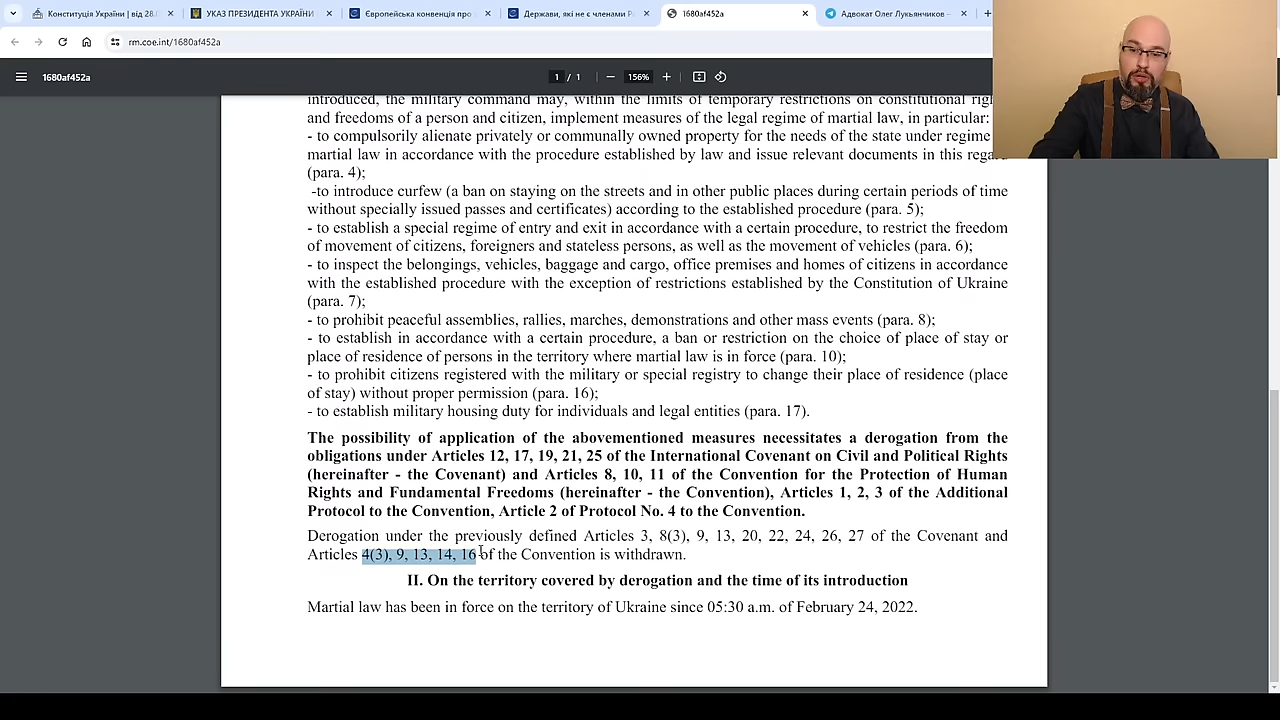 Конституція України | від 28.0
УКАЗ ПРЕЗИДЕНТА УКРАЇНИ
Європейська конвенція про
Держави, які не є членами Р
1680af452a
Адвокат Олег Лукьянчиков –
rm.coe.int/1680af452a
1680af452a
1 / 1
156%
introduced, the military command may, within the limits of temporary restrictions on constitutional
and freedoms of a person and citizen, implement measures of the legal regime of martial law, in particular:
- to compulsorily alienate privately or communally owned property for the needs of the state under regime
martial law in accordance with the procedure established by law and issue relevant documents in this
(para. 4);
-to introduce curfew (a ban on staying on the streets and in other public places during certain periods of time
without specially issued passes and certificates) according to the established procedure (para. 5);
- to establish a special regime of entry and exit in accordance with a certain procedure, to restrict the freedom
of movement of citizens, foreigners and stateless persons, as well as the movement of vehicles (para. 6);
- to inspect the belongings, vehicles, baggage and cargo, office premises and homes of citizens in accordance
with the established procedure with the exception of restrictions established by the Constitution of Ukraine
(para. 7);
- to prohibit peaceful assemblies, rallies, marches, demonstrations and other mass events (para. 8);
- to establish in accordance with a certain procedure, a ban or restriction on the choice of place of stay or
place of residence of persons in the territory where martial law is in force (para. 10);
- to prohibit citizens registered with the military or special registry to change their place of residence (place
of stay) without proper permission (para. 16);
- to establish military housing duty for individuals and legal entities (para. 17).
The possibility of application of the abovementioned measures necessitates a derogation from the
obligations under Articles 12, 17, 19, 21, 25 of the International Covenant on Civil and Political Rights
(hereinafter - the Covenant) and Articles 8, 10, 11 of the Convention for the Protection of Human
Rights and Fundamental Freedoms (hereinafter - the Convention), Articles 1, 2, 3 of the Additional
Protocol to the Convention, Article 2 of Protocol No. 4 to the Convention.
Derogation under the previously defined Articles 3, 8(3), 9, 13, 20, 22, 24, 26, 27 of the Covenant and
Articles 4(3), 9, 13, 14, 16 of the Convention is withdrawn.
II. On the territory covered by derogation and the time of its introduction
Martial law has been in force on the territory of Ukraine since 05:30 a.m. of February 24, 2022.